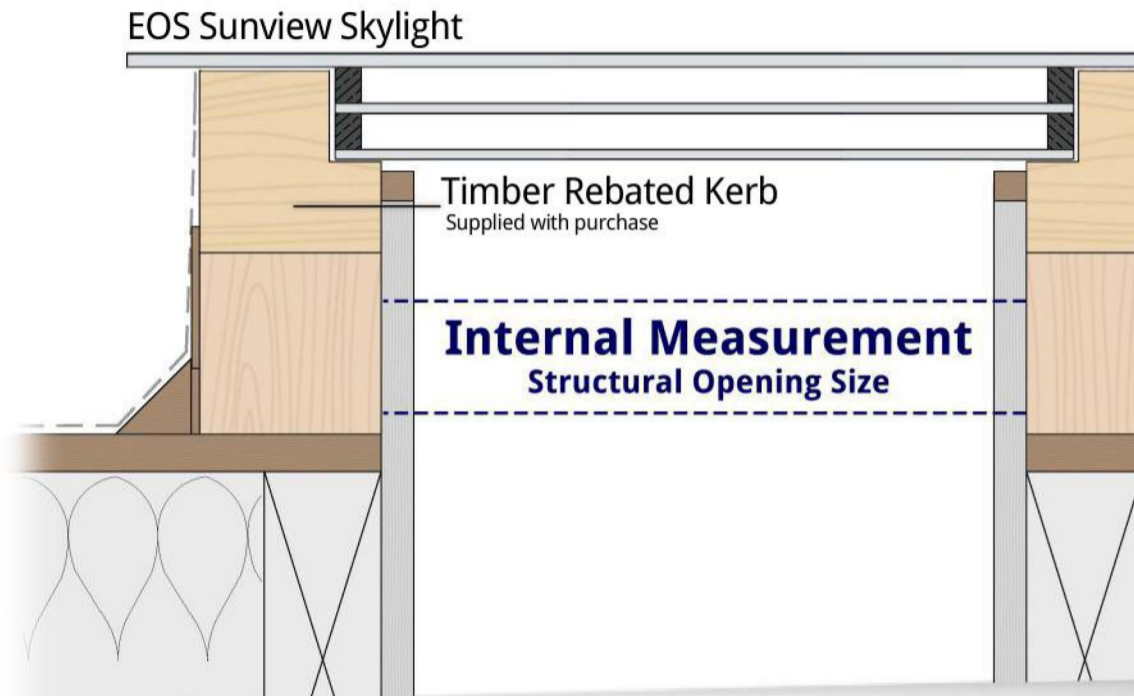 EOS Sunview Skylight
Timber Rebated Kerb
Supplied with purchase
Internal Measurement
Structural Opening Size